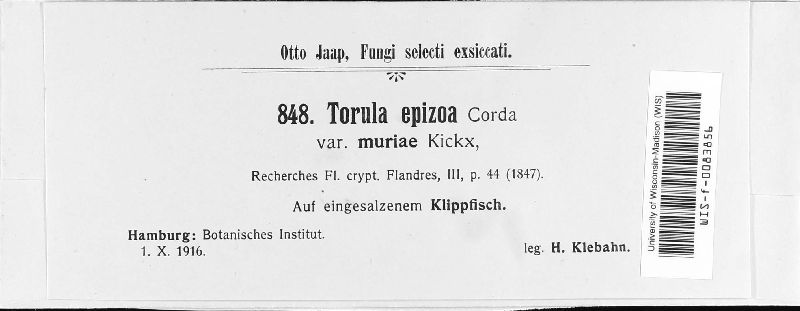 Otto Jaap, Fungi selecti exsiccati.
848. Torula epizoa Corda
var. muriae Kickx,
Recherches Fl. crypt. Flandres, III, p. 44 (1847).
Auf eingesalzenem Klippfisch.
Hamburg: Botanisches Institut.
1. X. 1916.
leg. H. Klebahn.
University of Wisconsin-Madison (WIS)
WIS-f-0083856